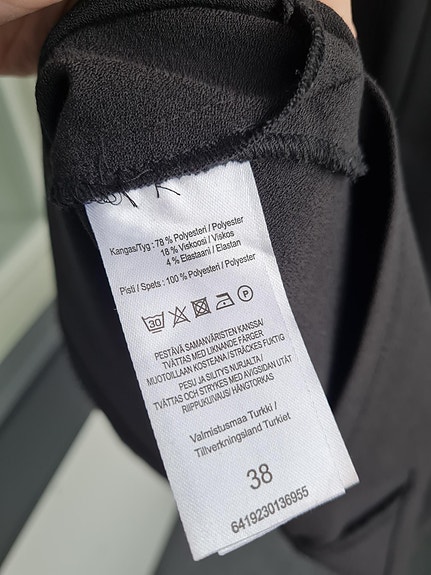 Kangas/Tyg : 78 % Polyesteri / Polyester
18 % Viskoosi / Viskos
4 % Elastaani / Elastan
Pisti / Spets : 100 % Polyesteri / Polyester
30
P
PESTÄVÄ SAMANVÄRISTEN KANSSA/
TVÄTTAS MED LIKNANDE FÄRGER
MUOTOILLAAN KOSTEANA / STRÄCKES FUKTIG
PESU JA SILITYS NURJALTA /
TVÄTTAS OCH STRYKES MED AVIGSIDAN UTÅT
RIIPPUKUIVAUS/ HÄNGTORKAS
Valmistusmaa Turkki /
Tillverkningsland Turkiet
38
6419230136955